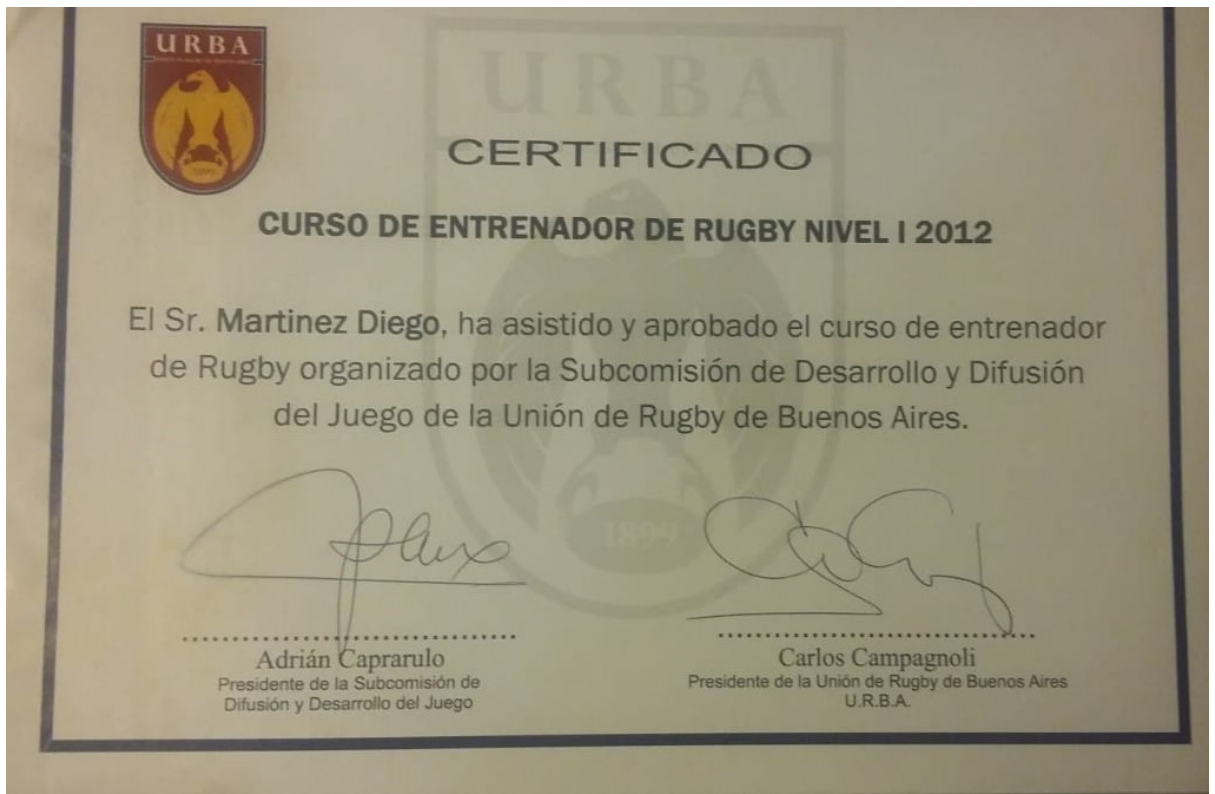 URBA
URBA
CERTIFICADO
CURSO DE ENTRENADOR DE RUGBY NIVEL I 2012
El Sr. Martinez Diego, ha asistido y aprobado el curso de entrenador
de Rugby organizado por la Subcomisión de Desarrollo y Difusión
del Juego de la Unión de Rugby de Buenos Aires.
1899
Adrián Caprarulo
Presidente de la Subcomisión de
Difusión y Desarrollo del Juego
Carlos Campagnoli
Presidente de la Unión de Rugby de Buenos Aires
U.R.B.A.